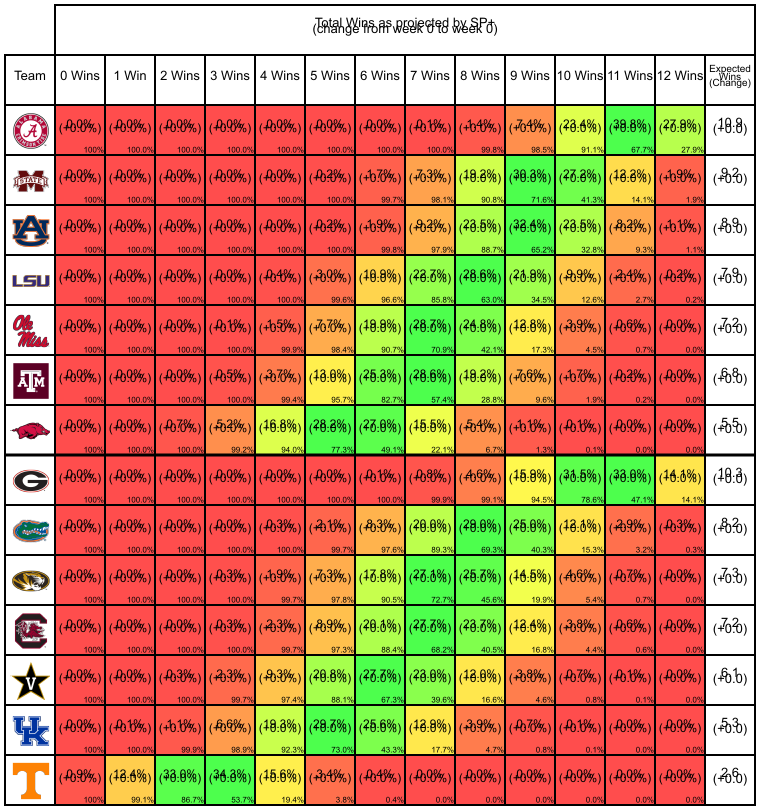 Total Wins as projected by SP+
(change from week 0 to week 0)
Team 0 Wins 1 Win 2 Wins 3 Wins 4 Wins 5 Wins 6 Wins 7 Wins 8 Wins 9 Wins 10 Wins 11 Wins 12 Wins Expected Wins (Change)
A 0.0% 0.0% 0.0% 0.0% 0.0% 0.0% 0.0% 0.1% 1.4% 7.4% 23.4% 39.8% 27.9% 10.8
(+0.0%) (+0.0%) (+0.0%) (+0.0%) (+0.0%) (+0.0%) (+0.0%) (+0.0%) (+0.0%) (+0.0%) (+0.0%) (+0.0%) (+0.0%) (+0.0)
100% 100.0% 100.0% 100.0% 100.0% 100.0% 100.0% 100.0% 99.8% 98.5% 91.1% 67.7% 27.9%
STATE 0.0% 0.0% 0.0% 0.0% 0.0% 0.2% 1.7% 7.3% 19.2% 30.3% 27.2% 12.2% 1.9% 9.2
(+0.0%) (+0.0%) (+0.0%) (+0.0%) (+0.0%) (+0.0%) (+0.0%) (+0.0%) (+0.0%) (+0.0%) (+0.0%) (+0.0%) (+0.0%) (+0.0)
100% 100.0% 100.0% 100.0% 100.0% 100.0% 99.7% 98.1% 90.8% 71.6% 41.3% 14.1% 1.9%
AU 0.0% 0.0% 0.0% 0.0% 0.0% 0.2% 1.9% 9.2% 23.5% 32.4% 23.5% 8.2% 1.1% 8.9
(+0.0%) (+0.0%) (+0.0%) (+0.0%) (+0.0%) (+0.0%) (+0.0%) (+0.0%) (+0.0%) (+0.0%) (+0.0%) (+0.0%) (+0.0%) (+0.0)
100% 100.0% 100.0% 100.0% 100.0% 100.0% 99.8% 97.9% 88.7% 65.2% 32.8% 9.3% 1.1%
LSU 0.0% 0.0% 0.0% 0.0% 0.4% 3.0% 10.9% 22.7% 28.6% 21.9% 9.9% 2.4% 0.2% 7.9
(+0.0%) (+0.0%) (+0.0%) (+0.0%) (+0.0%) (+0.0%) (+0.0%) (+0.0%) (+0.0%) (+0.0%) (+0.0%) (+0.0%) (+0.0%) (+0.0)
100% 100.0% 100.0% 100.0% 100.0% 99.6% 96.6% 85.8% 63.0% 34.5% 12.6% 2.7% 0.2%
Ole Miss 0.0% 0.0% 0.0% 0.1% 1.5% 7.7% 19.9% 28.7% 24.8% 12.8% 3.9% 0.6% 0.0% 7.2
(+0.0%) (+0.0%) (+0.0%) (+0.0%) (+0.0%) (+0.0%) (+0.0%) (+0.0%) (+0.0%) (+0.0%) (+0.0%) (+0.0%) (+0.0%) (+0.0)
100% 100.0% 100.0% 100.0% 99.9% 98.4% 90.7% 70.9% 42.1% 17.3% 4.5% 0.7% 0.0%
ATM 0.0% 0.0% 0.0% 0.5% 3.7% 13.0% 25.3% 28.6% 19.2% 7.6% 1.7% 0.2% 0.0% 6.8
(+0.0%) (+0.0%) (+0.0%) (+0.0%) (+0.0%) (+0.0%) (+0.0%) (+0.0%) (+0.0%) (+0.0%) (+0.0%) (+0.0%) (+0.0%) (+0.0)
100% 100.0% 100.0% 100.0% 99.4% 95.7% 82.7% 57.4% 28.8% 9.6% 1.9% 0.2% 0.0%
0.0% 0.0% 0.7% 5.2% 16.8% 28.2% 27.0% 15.5% 5.4% 1.1% 0.1% 0.0% 0.0% 5.5
(+0.0%) (+0.0%) (+0.0%) (+0.0%) (+0.0%) (+0.0%) (+0.0%) (+0.0%) (+0.0%) (+0.0%) (+0.0%) (+0.0%) (+0.0%) (+0.0)
100% 100.0% 100.0% 99.2% 94.0% 77.3% 49.1% 22.1% 6.7% 1.3% 0.1% 0.0% 0.0%
G 0.0% 0.0% 0.0% 0.0% 0.0% 0.0% 0.1% 0.8% 4.6% 15.9% 31.5% 33.0% 14.1% 10.3
(+0.0%) (+0.0%) (+0.0%) (+0.0%) (+0.0%) (+0.0%) (+0.0%) (+0.0%) (+0.0%) (+0.0%) (+0.0%) (+0.0%) (+0.0%) (+0.0)
100% 100.0% 100.0% 100.0% 100.0% 100.0% 100.0% 99.9% 99.1% 94.5% 78.6% 47.1% 14.1%
0.0% 0.0% 0.0% 0.0% 0.3% 2.1% 8.3% 20.0% 29.0% 25.0% 12.1% 2.9% 0.3% 8.2
(+0.0%) (+0.0%) (+0.0%) (+0.0%) (+0.0%) (+0.0%) (+0.0%) (+0.0%) (+0.0%) (+0.0%) (+0.0%) (+0.0%) (+0.0%) (+0.0)
100% 100.0% 100.0% 100.0% 100.0% 99.7% 97.6% 89.3% 69.3% 40.3% 15.3% 3.2% 0.3%
0.0% 0.0% 0.0% 0.3% 1.9% 7.3% 17.8% 27.1% 25.7% 14.5% 4.6% 0.7% 0.0% 7.3
(+0.0%) (+0.0%) (+0.0%) (+0.0%) (+0.0%) (+0.0%) (+0.0%) (+0.0%) (+0.0%) (+0.0%) (+0.0%) (+0.0%) (+0.0%) (+0.0)
100% 100.0% 100.0% 100.0% 99.7% 97.8% 90.5% 72.7% 45.6% 19.9% 5.4% 0.7% 0.0%
C 0.0% 0.0% 0.0% 0.3% 2.3% 8.9% 20.1% 27.7% 23.7% 12.4% 3.8% 0.6% 0.0% 7.2
(+0.0%) (+0.0%) (+0.0%) (+0.0%) (+0.0%) (+0.0%) (+0.0%) (+0.0%) (+0.0%) (+0.0%) (+0.0%) (+0.0%) (+0.0%) (+0.0)
100% 100.0% 100.0% 100.0% 99.7% 97.3% 88.4% 68.2% 40.5% 16.8% 4.4% 0.6% 0.0%
V 0.0% 0.0% 0.3% 2.3% 9.3% 20.8% 27.7% 23.0% 12.0% 3.8% 0.7% 0.1% 0.0% 6.1
(+0.0%) (+0.0%) (+0.0%) (+0.0%) (+0.0%) (+0.0%) (+0.0%) (+0.0%) (+0.0%) (+0.0%) (+0.0%) (+0.0%) (+0.0%) (+0.0)
100% 100.0% 100.0% 99.7% 97.4% 88.1% 67.3% 39.6% 16.6% 4.6% 0.8% 0.1% 0.0%
UK 0.0% 0.1% 1.1% 6.6% 19.3% 29.7% 25.6% 12.9% 3.9% 0.7% 0.1% 0.0% 0.0% 5.3
(+0.0%) (+0.0%) (+0.0%) (+0.0%) (+0.0%) (+0.0%) (+0.0%) (+0.0%) (+0.0%) (+0.0%) (+0.0%) (+0.0%) (+0.0%) (+0.0)
100% 100.0% 99.9% 98.9% 92.3% 73.0% 43.3% 17.7% 4.7% 0.8% 0.1% 0.0% 0.0%
T 0.9% 12.4% 33.0% 34.3% 15.6% 3.4% 0.4% 0.0% 0.0% 0.0% 0.0% 0.0% 0.0% 2.6
(+0.0%) (+0.0%) (+0.0%) (+0.0%) (+0.0%) (+0.0%) (+0.0%) (+0.0%) (+0.0%) (+0.0%) (+0.0%) (+0.0%) (+0.0%) (+0.0)
100% 99.1% 86.7% 53.7% 19.4% 3.8% 0.4% 0.0% 0.0% 0.0% 0.0% 0.0% 0.0%